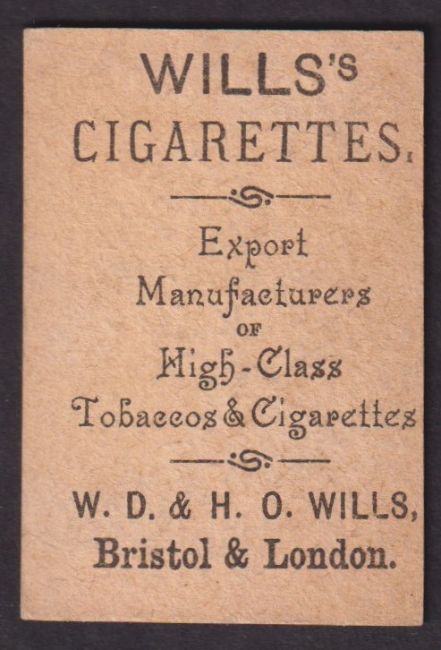 WILLS's
CIGARETTES.
Export
Manufacturers
OF
High-Class
Tobaccos & Cigarettes
W. D. & H. O. WILLS,
Bristol & London.